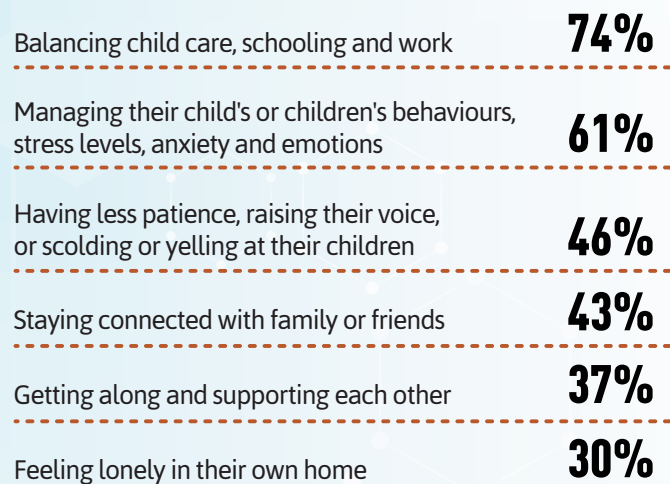 Balancing child care, schooling and work 74%
Managing their child's or children's behaviours,
stress levels, anxiety and emotions 61%
Having less patience, raising their voice,
or scolding or yelling at their children 46%
Staying connected with family or friends 43%
Getting along and supporting each other 37%
Feeling lonely in their own home 30%